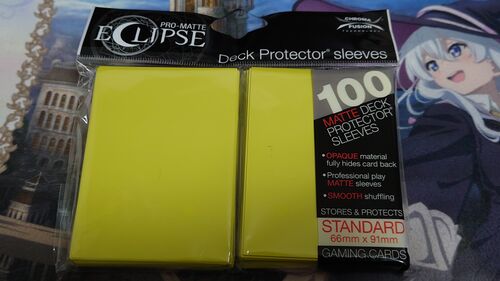 PRO-MATTE
ECLIPSE
Deck Protector® sleeves
CHROMA
FUSION
TECHNOLOGY
100
MATTE DECK
PROTECTOR®
SLEEVES
• OPAQUE material
fully hides card back
• Professional play
MATTE sleeves
• SMOOTH shuffling
STORES & PROTECTS
STANDARD
66mm x 91mm
GAMING CARDS